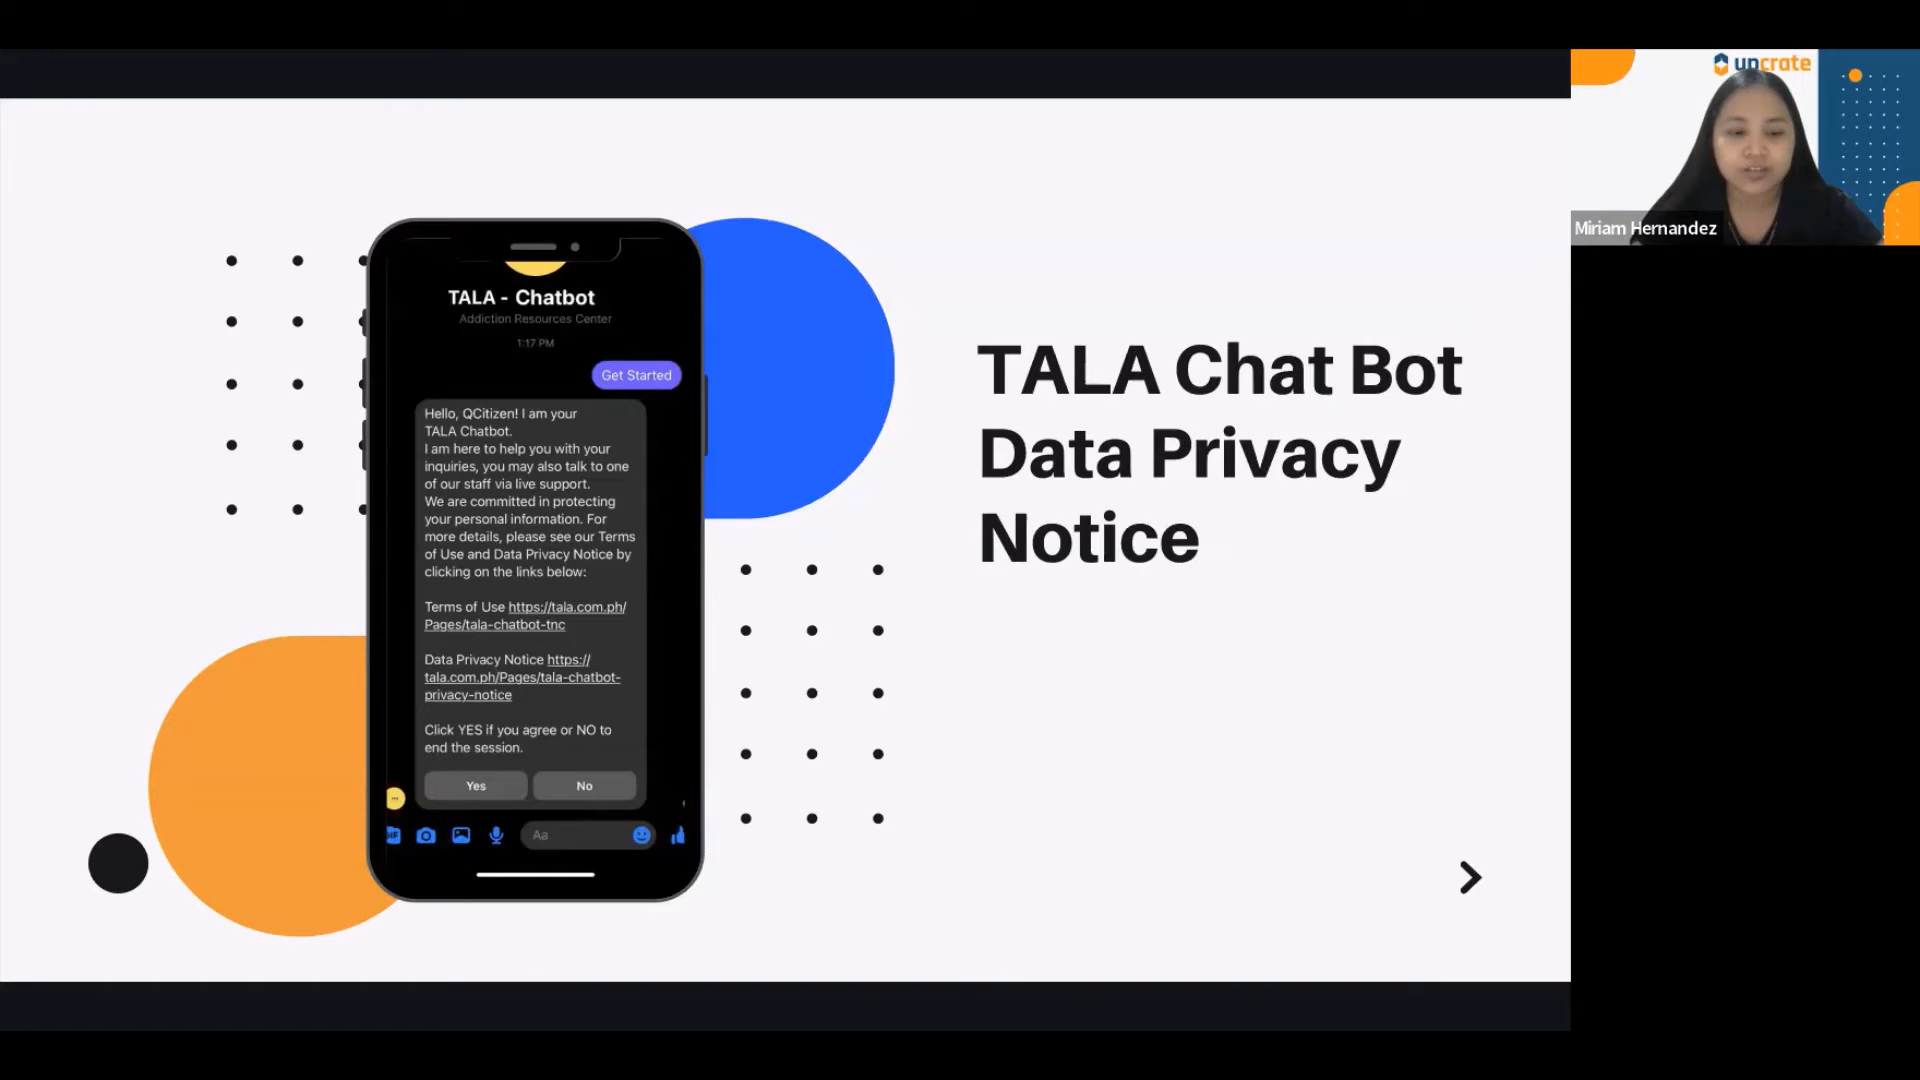 upcrate
Miriam Hernandez
TALA - Chatbot
Addiction Resources Center
1:17 PM
Get Started
Hello, QCitizen! I am your
TALA Chatbot.
I am here to help you with your
inquiries, you may also talk to one
of our staff via live support.
We are committed in protecting
your personal information. For
more details, please see our Terms
of Use and Data Privacy Notice by
clicking on the links below:
Terms of Use https://tala.com.ph/
Pages/tala-chatbot-tnc
Data Privacy Notice https://
tala.com.ph/Pages/tala-chatbot-
privacy-notice
Click YES if you agree or NO to
end the session.
Yes No
Aa
TALA Chat Bot
Data Privacy
Notice